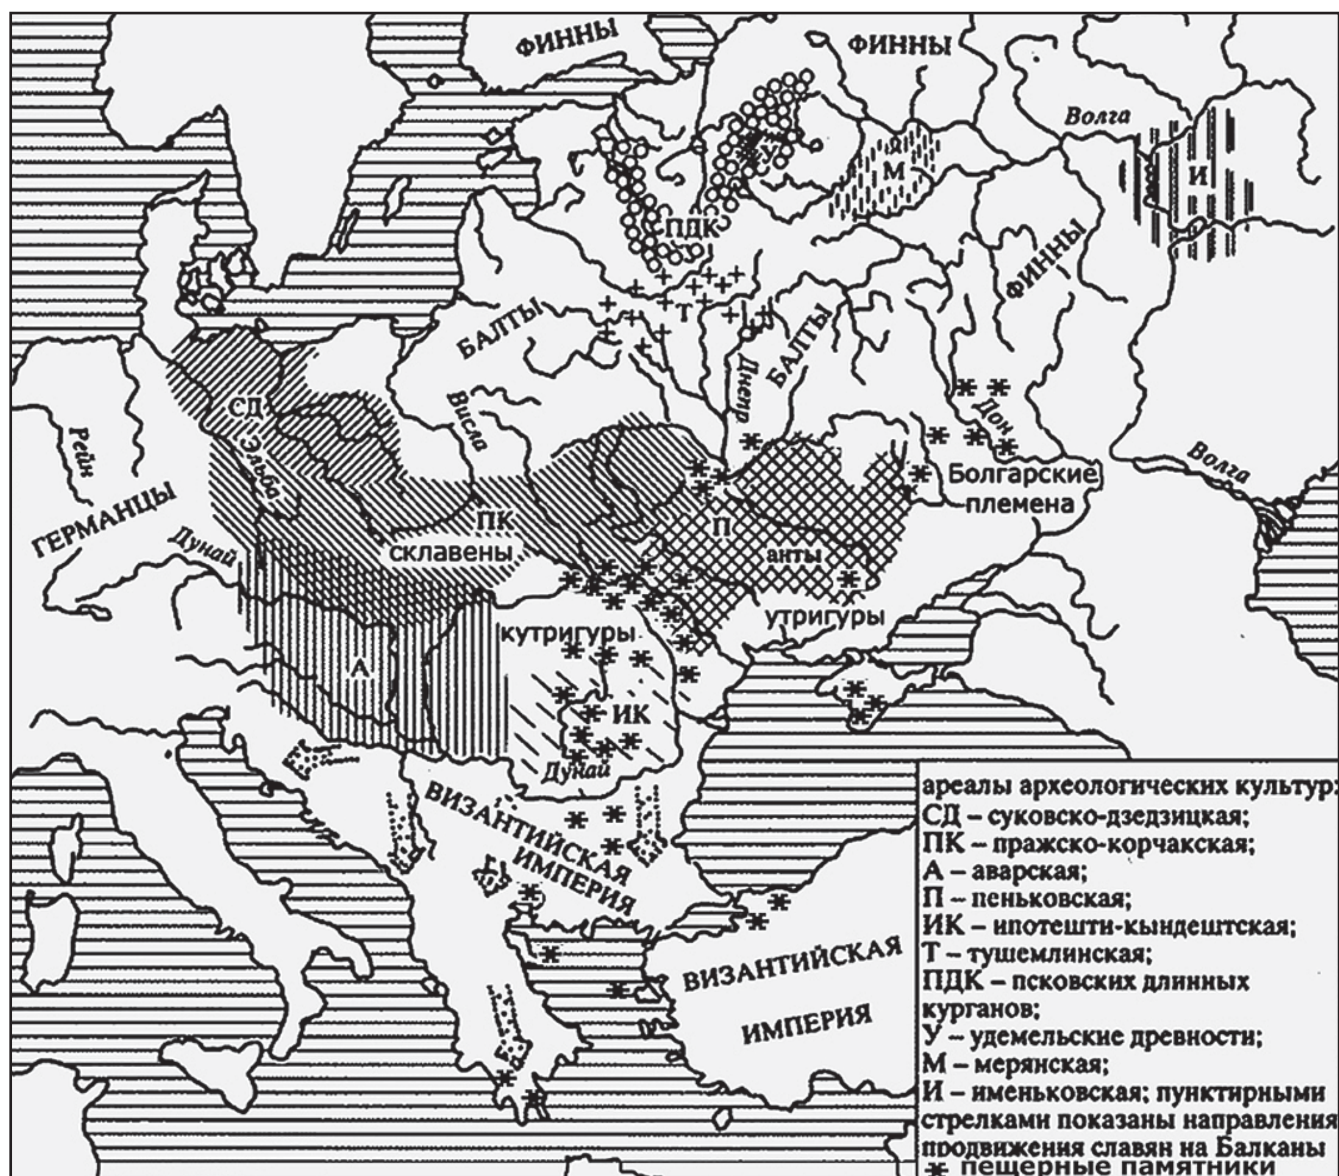 ФИННЫ
ФИННЫ
Волга
М
И
ПДК
ФИННЫ
Т
БАЛТЫ
БАЛТЫ
Днепр
СД
Висла
Дон
Рейн
Эльба
Волга
Болгарские
племена
ГЕРМАНЦЫ
ПК
П
Дунай
склавены
анты
утригуры
кутригуры
А
ИК
Дунай
ВИЗАНТИЙСКАЯ
ИМПЕРИЯ
ВИЗАНТИЙСКАЯ
ИМПЕРИЯ
ареалы археологических культур:
СД – суковско-дзедзицкая;
ПК – пражско-корчакская;
А – аварская;
П – пеньковская;
ИК – ипотешти-кындештская;
Т – тушемлинская;
ПДК – псковских длинных
курганов;
У – удемельские древности;
М – мерянская;
И – именьковская; пунктирными
стрелками показаны направления
продвижения славян на Балканы
* пещерные памятники